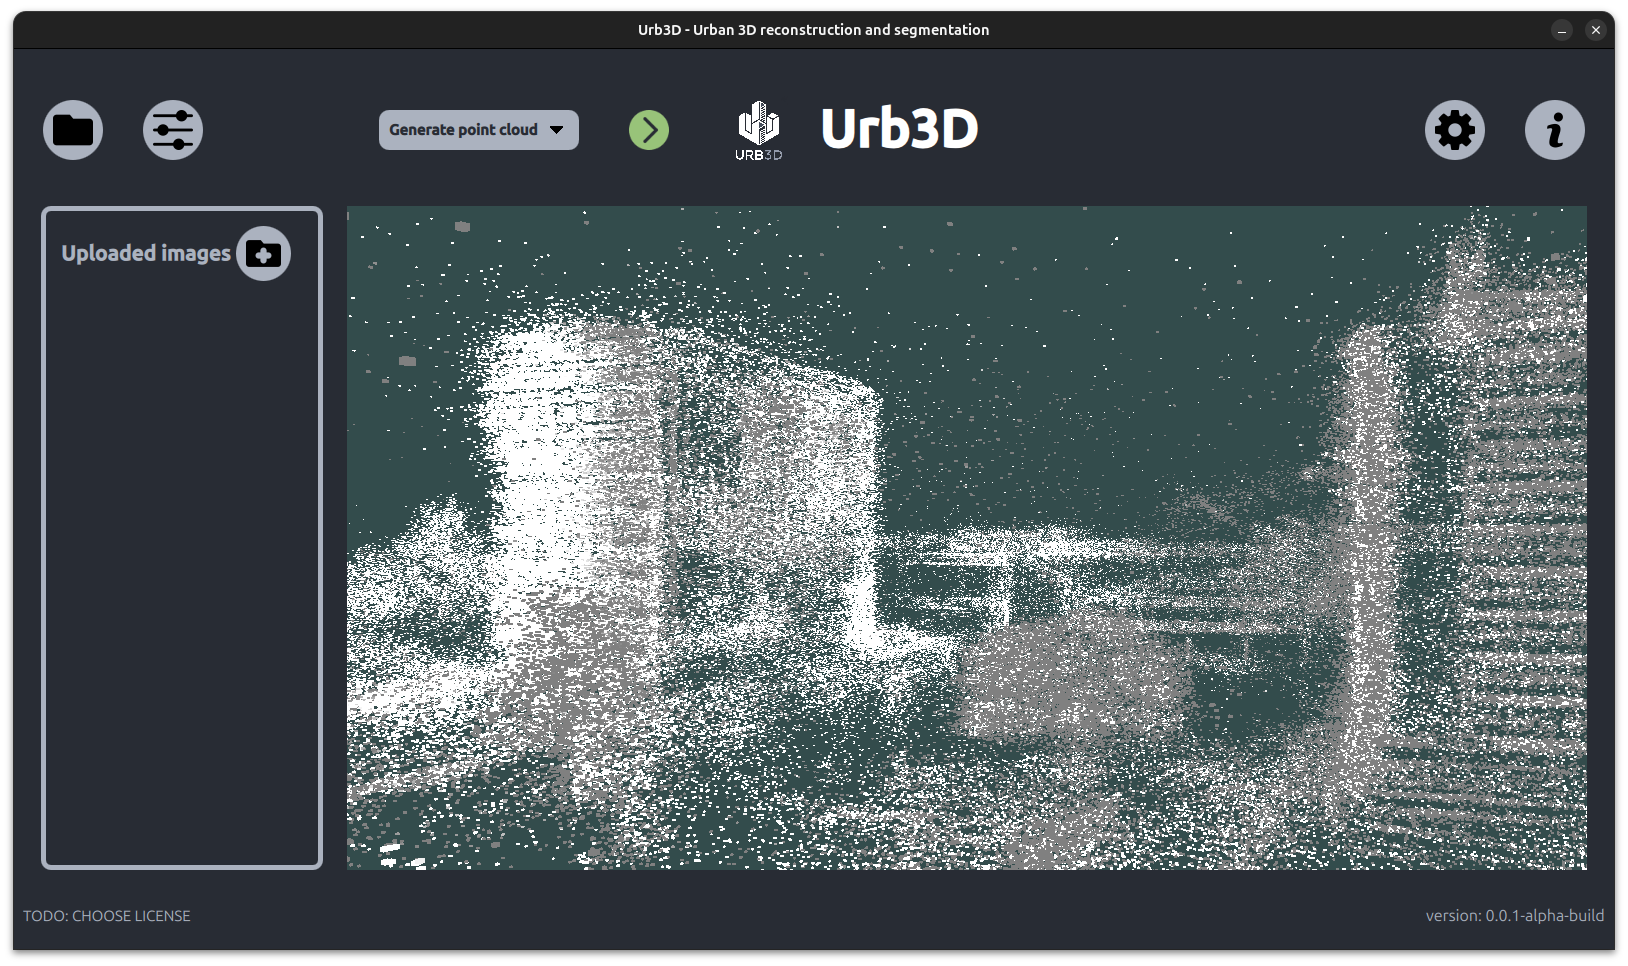 Urb3D - Urban 3D reconstruction and segmentation
Generate point cloud
URB3D
Urb3D
Uploaded images
TODO: CHOOSE LICENSE
version: 0.0.1-alpha-build